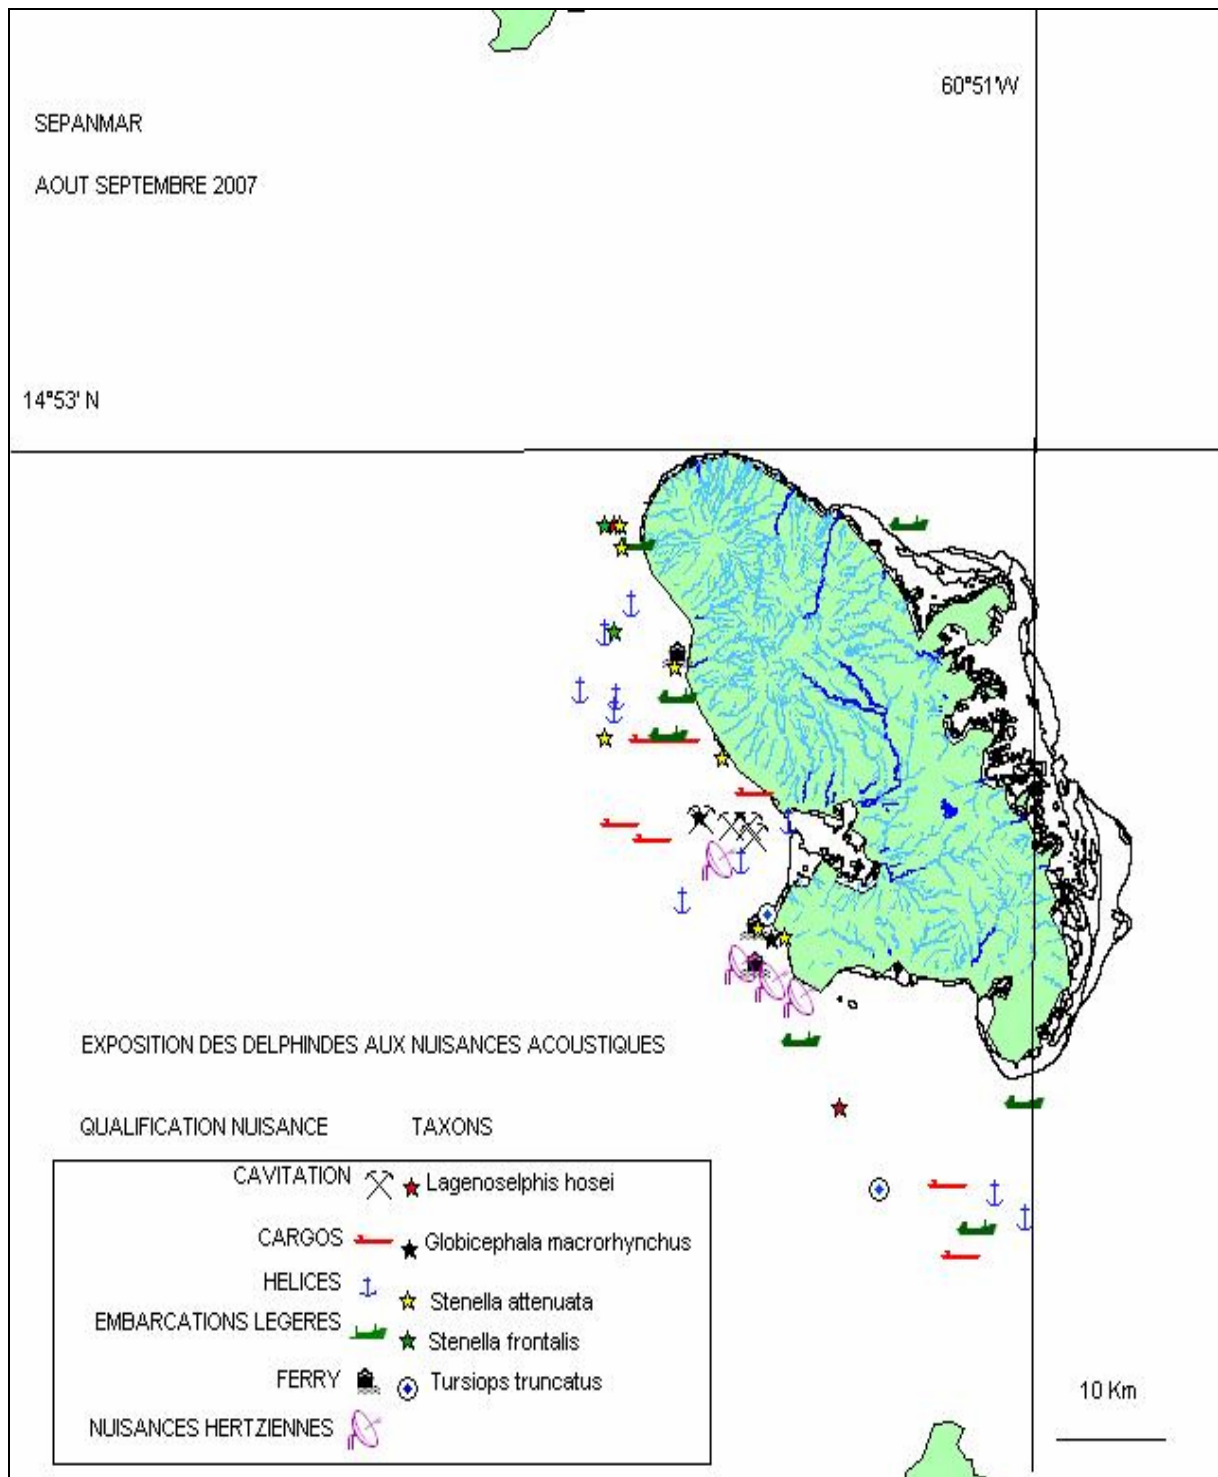 60°51'W
SEPANMAR
AOUT SEPTEMBRE 2007
14°53' N
EXPOSITION DES DELPHINDES AUX NUISANCES ACOUSTIQUES
QUALIFICATION NUISANCE TAXONS
CAVITATION Lagenoselphis hosei
CARGOS Globicephala macrorhynchus
HELICES
Stenella attenuata
EMBARCATIONS LEGERES
Stenella frontalis
FERRY Tursiops truncatus
10 Km
NUISANCES HERTZIENNES